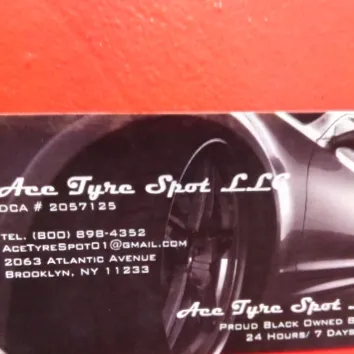 Ace Tyre Spot LLC
DCA # 2057125
TEL. (800) 898-4352
ACETYRESPOT01@GMAIL.COM
2063 ATLANTIC AVENUE
BROOKLYN, NY 11233
Ace Tyre Spot
PROUD BLACK OWNED
24 HOURS/ 7 DAYS